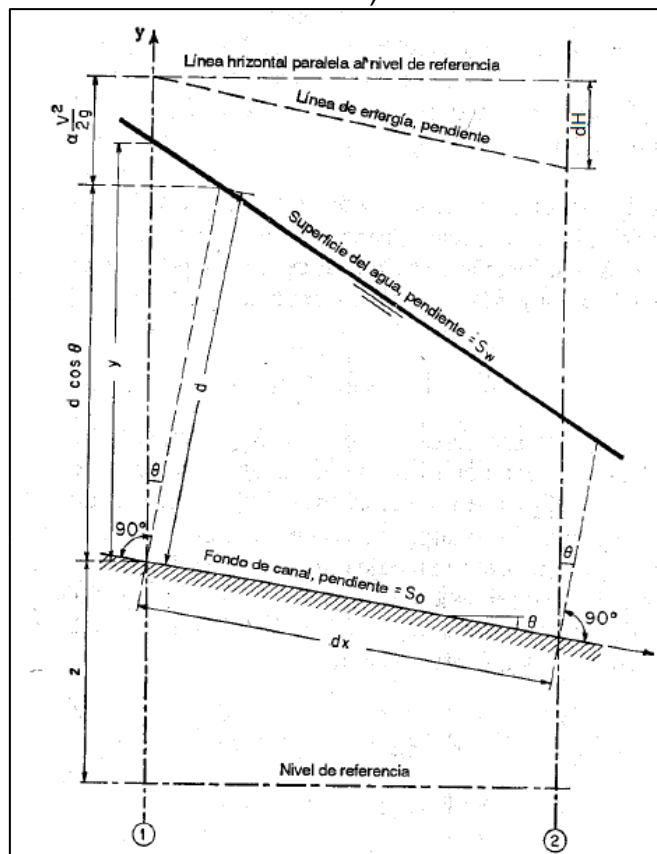 y
Línea hrizontal paralela al nivel de referencia
Línea de ertergía, pendiente
dH
α V²/2g
Superficie del agua, pendiente = Sw
d cos θ
y
d
θ
90°
Fondo de canal, pendiente = S₀
θ
θ
90°
dx
z
Nivel de referencia
1
2